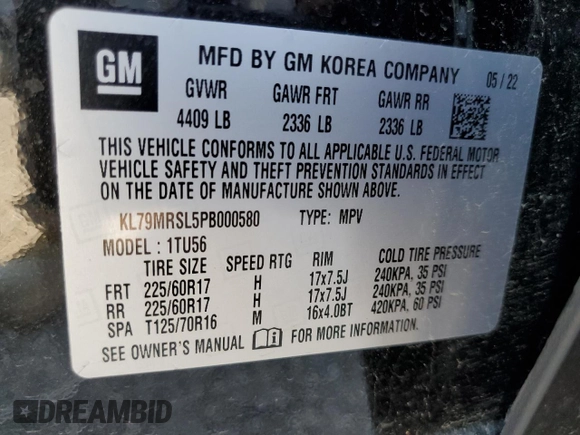 GM
MFD BY GM KOREA COMPANY 05 / 22
GVWR GAWR FRT GAWR RR
4409 LB 2336 LB 2336 LB
THIS VEHICLE CONFORMS TO ALL APPLICABLE U.S. FEDERAL MOTOR
VEHICLE SAFETY AND THEFT PREVENTION STANDARDS IN EFFECT
ON THE DATE OF MANUFACTURE SHOWN ABOVE.
KL79MRSL5PB000580 TYPE: MPV
MODEL : 1TU56
TIRE SIZE SPEED RTG RIM COLD TIRE PRESSURE
FRT 225/60R17 H 17x7.5J 240KPA, 35 PSI
RR 225/60R17 H 17x7.5J 240KPA, 35 PSI
SPA T125/70R16 M 16x4.0BT 420KPA, 60 PSI
SEE OWNER'S MANUAL FOR MORE INFORMATION.
DREAMBID